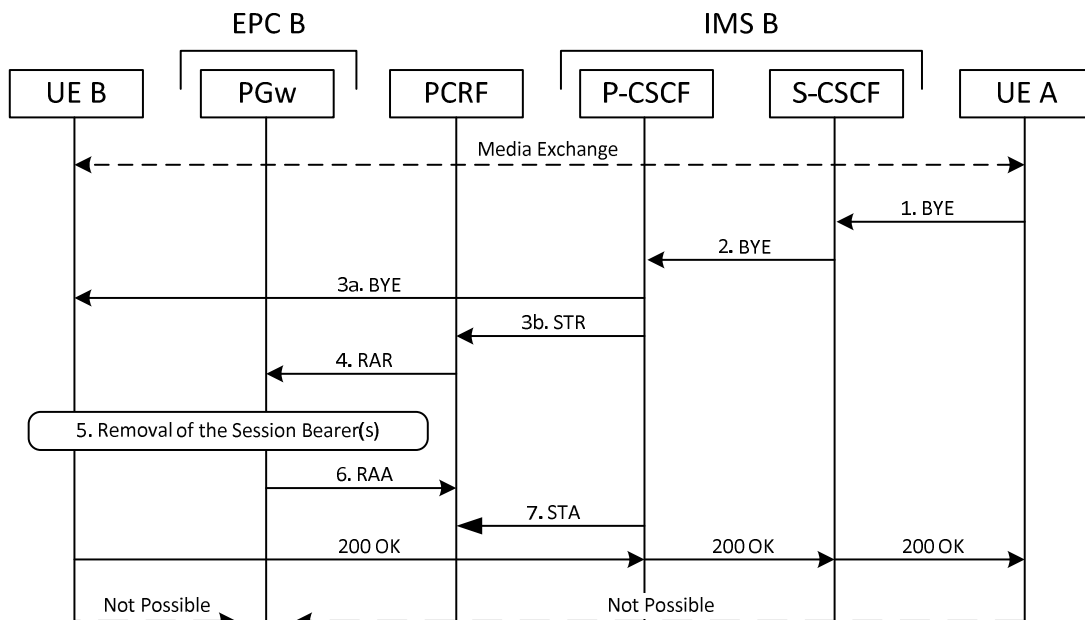 EPC B
IMS B
UE B
PGw
PCRF
P-CSCF
S-CSCF
UE A
Media Exchange
1. BYE
2. BYE
3a. BYE
3b. STR
4. RAR
5. Removal of the Session Bearer(s)
6. RAA
7. STA
200 OK
200 OK
200 OK
Not Possible
Not Possible